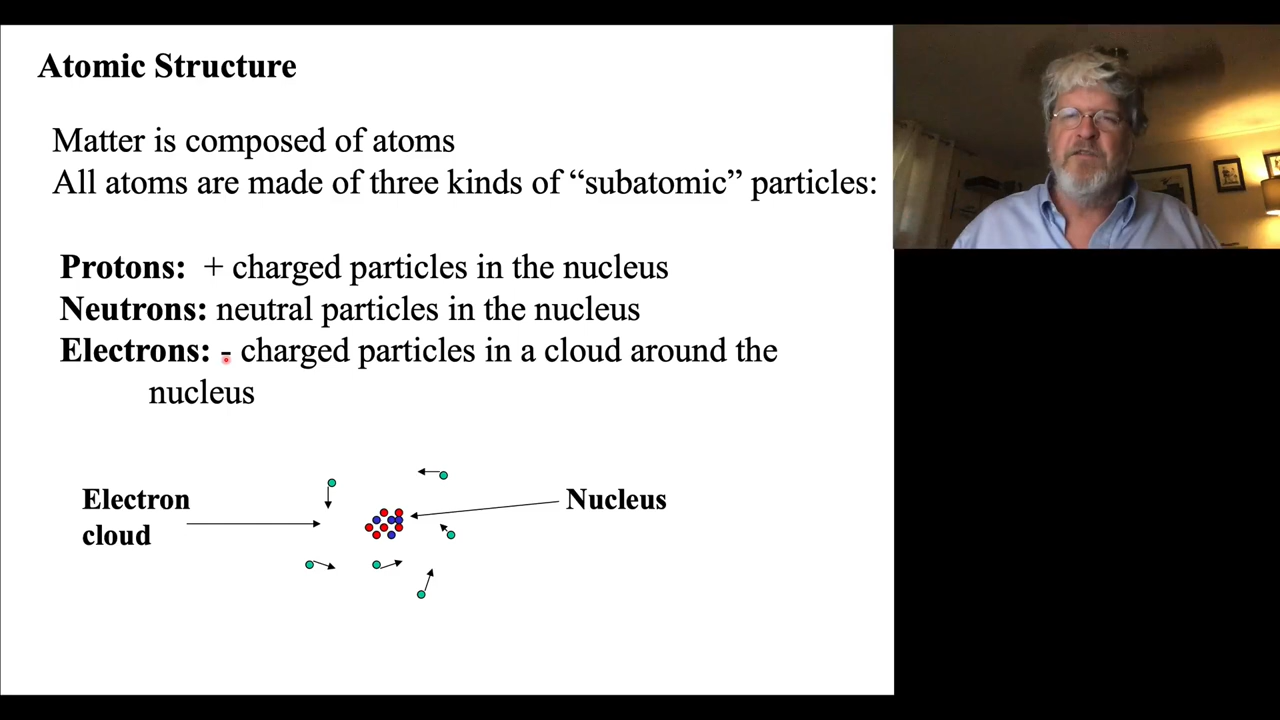 Atomic Structure
Matter is composed of atoms
All atoms are made of three kinds of “subatomic” particles:
Protons:  + charged particles in the nucleus
Neutrons: neutral particles in the nucleus
Electrons: - charged particles in a cloud around the
nucleus
Electron
cloud
Nucleus